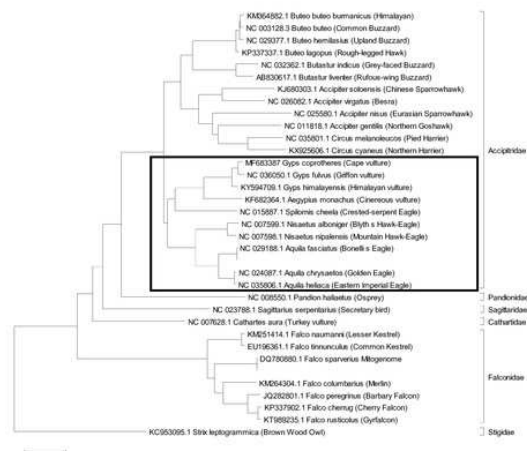 KM364882.1 Buteo buteo burmanicus (Himalayan)
NC 003128.3 Buteo buteo (Common Buzzard)
NC 029377.1 Buteo hemilasius (Upland Buzzard)
KP337337.1 Buteo lagopus (Rough-legged Hawk)
NC 032362.1 Butastur indicus (Grey-faced Buzzard)
AB830617.1 Butastur liventer (Rufous-wing Buzzard)
KJ680303.1 Accipiter soloensis (Chinese Sparrowhawk)
NC 026082.1 Accipiter virgatus (Besra)
NC 025580.1 Accipiter nisus (Eurasian Sparrowhawk)
NC 011818.1 Accipiter gentilis (Northern Goshawk)
NC 035801.1 Circus melanoleucos (Pied Harrier)
KX925606.1 Circus cyaneus (Northern Harrier)
Accipitridae
MF683387 Gyps coprotheres (Cape vulture)
NC 036050.1 Gyps fulvus (Griffon vulture)
KY594709.1 Gyps himalayensis (Himalayan vulture)
KF682364.1 Aegypius monachus (Cinereous vulture)
NC 015887.1 Spilornis cheela (Crested-serpent Eagle)
NC 007599.1 Nisaetus alboniger (Blyth s Hawk-Eagle)
NC 007598.1 Nisaetus nipalensis (Mountain Hawk-Eagle)
NC 029188.1 Aquila fasciatus (Bonelli s Eagle)
NC 024087.1 Aquila chrysaetos (Golden Eagle)
NC 035806.1 Aquila heliaca (Eastern Imperial Eagle)
NC 008550.1 Pandion haliaetus (Osprey)
Pandionidae
NC 023788.1 Sagittarius serpentarius (Secretary bird)
Sagittaridae
NC 007628.1 Cathartes aura (Turkey vulture)
Cathartidae
KM251414.1 Falco naumanni (Lesser Kestrel)
EU196361.1 Falco tinnunculus (Common Kestrel)
DQ780880.1 Falco sparverius Mitogenome
KM264304.1 Falco columbarius (Merlin)
JQ282801.1 Falco peregrinus (Barbary Falcon)
KP337902.1 Falco cherrug (Cherry Falcon)
KT989235.1 Falco rusticolus (Gyrfalcon)
Falconidae
KC953095.1 Strix leptogrammica (Brown Wood Owl)
Stigidae